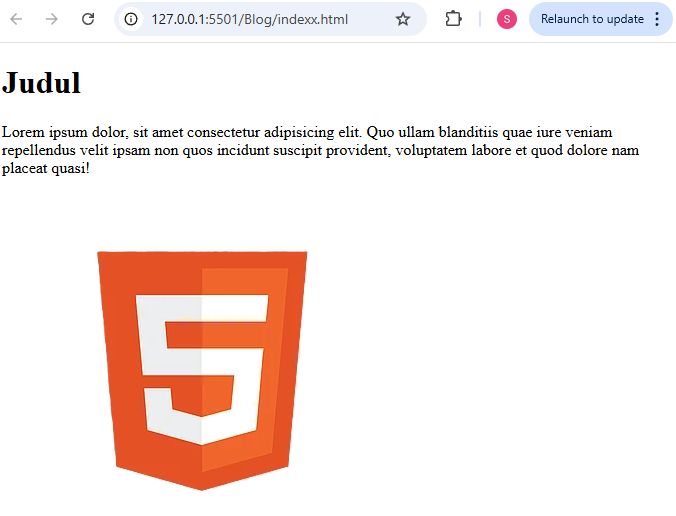 127.0.0.1:5501/Blog/indexx.html
S
Relaunch to update
Judul
Lorem ipsum dolor, sit amet consectetur adipisicing elit. Quo ullam blanditiis quae iure veniam
repellendus velit ipsam non quos incidunt suscipit provident, voluptatem labore et quod dolore nam
placeat quasi!
5